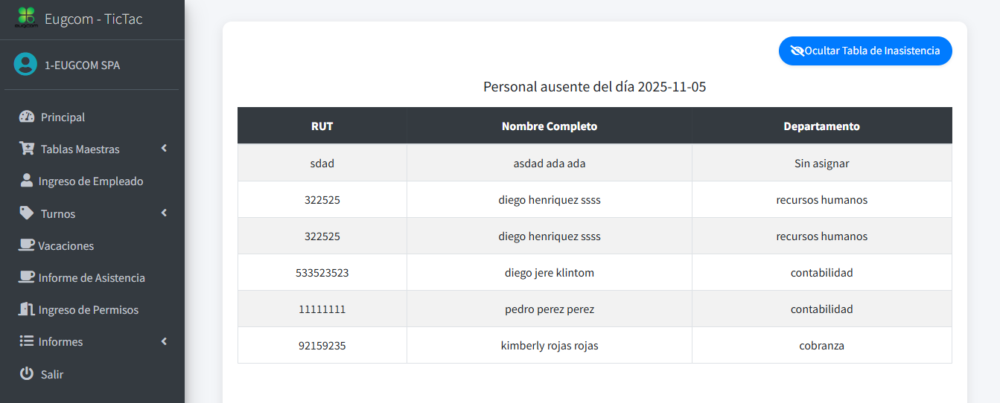 Eugcom - TicTac
eugcom
1-EUGCOM SPA
Principal
Tablas Maestras
Ingreso de Empleado
Turnos
Vacaciones
Informe de Asistencia
Ingreso de Permisos
Informes
Salir
Ocultar Tabla de Inasistencia
Personal ausente del día 2025-11-05
RUT Nombre Completo Departamento
sdad asdad ada ada Sin asignar
322525 diego henriquez ssss recursos humanos
322525 diego henriquez ssss recursos humanos
533523523 diego jere klintom contabilidad
11111111 pedro perez perez contabilidad
92159235 kimberly rojas rojas cobranza